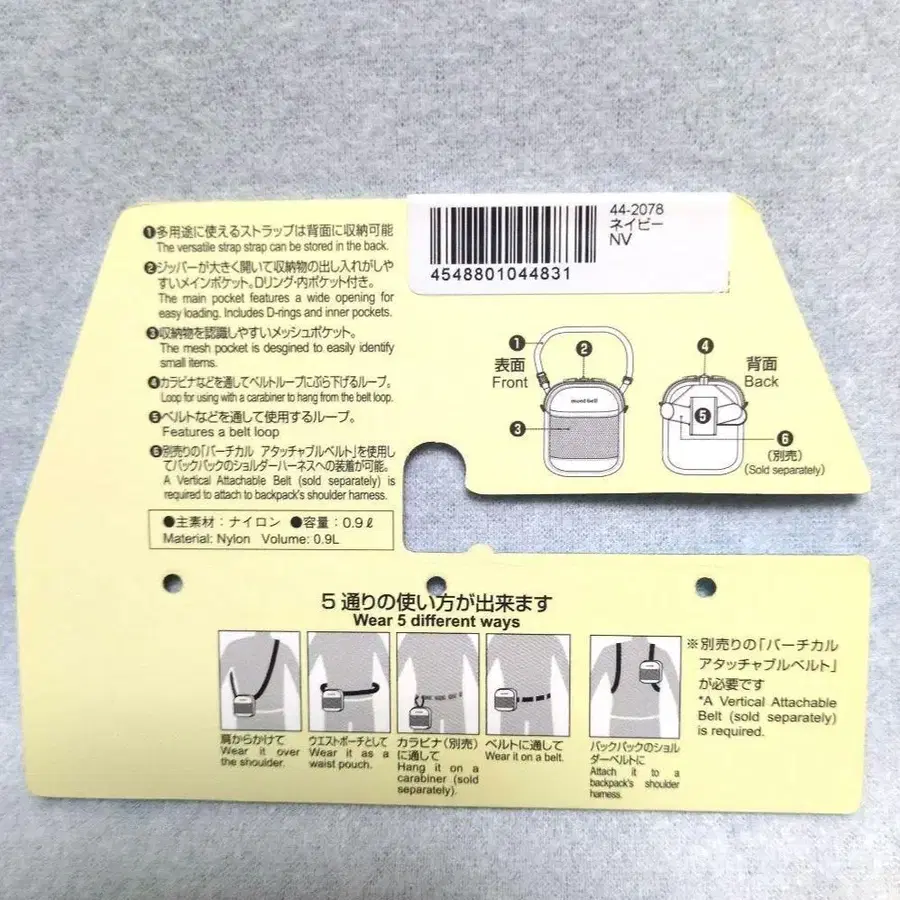 ❶多用途に使えるストラップは背面に収納可能
The versatile strap strap can be stored in the back.
❷ジッパーが大きく開いて収納物の出し入れがしや
すいメインポケット。Dリング・内ポケット付き。
The main pocket features a wide opening for
easy loading. Includes D-rings and inner pockets.
❸収納物を認識しやすいメッシュポケット。
The mesh pocket is desgined to easily identify
small items.
❹カラビナなどを通してベルトループにぶら下げるループ。
Loop for using with a carabiner to hang from the belt loop.
❺ベルトなどを通して使用するループ。
Features a belt loop
❻別売りの「バーチカル アタッチャブルベルト」を使用し
てバックパックのショルダーハーネスへの装着が可能。
A Vertical Attachable Belt (sold separately) is
required to attach to backpack's shoulder harness.
●主素材：ナイロン ●容量：0.9ℓ
Material: Nylon Volume: 0.9L
4548801044831
44-2078
ネイビー
NV
❶
❷
❸
表面
Front
mont-bell
❹
❺
❻
背面
Back
(別売)
(Sold separately)
5通りの使い方が出来ます
Wear 5 different ways
肩からかけて
Wear it over
the shoulder.
ウエストポーチとして
Wear it as a
waist pouch.
カラビナ(別売)
に通して
Hang it on a
carabiner (sold
separately).
ベルトに通して
Wear it on a belt.
バックパックのショル
ダーベルトに
Attach it to a
backpack's shoulder
harness.
※別売りの「バーチカル
アタッチャブルベルト」
が必要です
*A Vertical Attachable
Belt (sold separately)
is required.